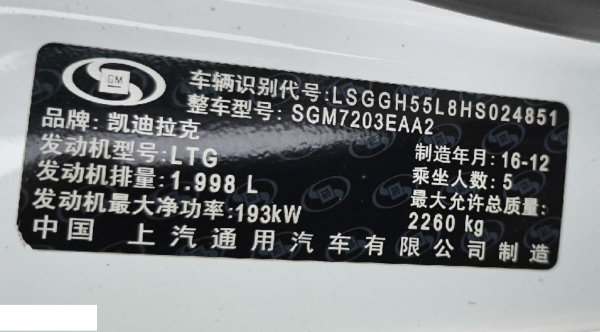 GM
车辆识别代号:LSGGH55L8HS024851
整车型号: SGM7203EAA2
品牌: 凯迪拉克
发动机型号:LTG
制造年月:16-12
发动机排量:1.998 L
乘坐人数:5
发动机最大净功率:193kW
最大允许总质量:
2260 kg
中国 上汽通用汽车有限公司制造